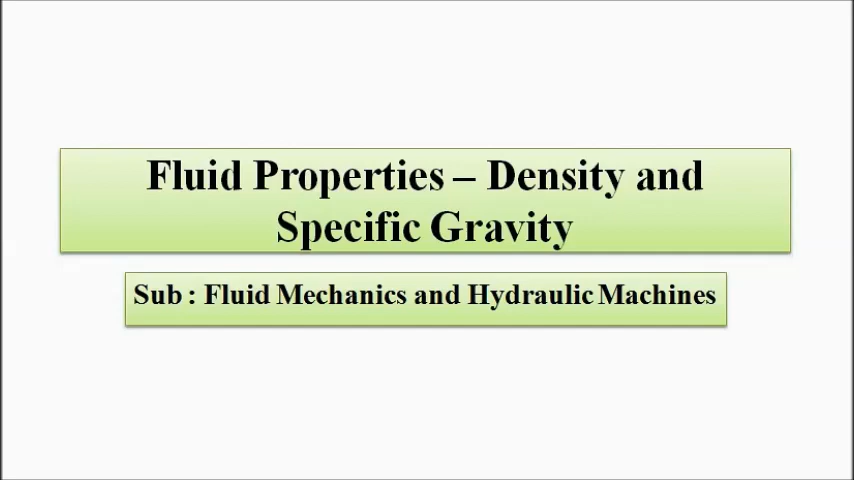 Fluid Properties – Density and
Specific Gravity
Sub : Fluid Mechanics and Hydraulic Machines